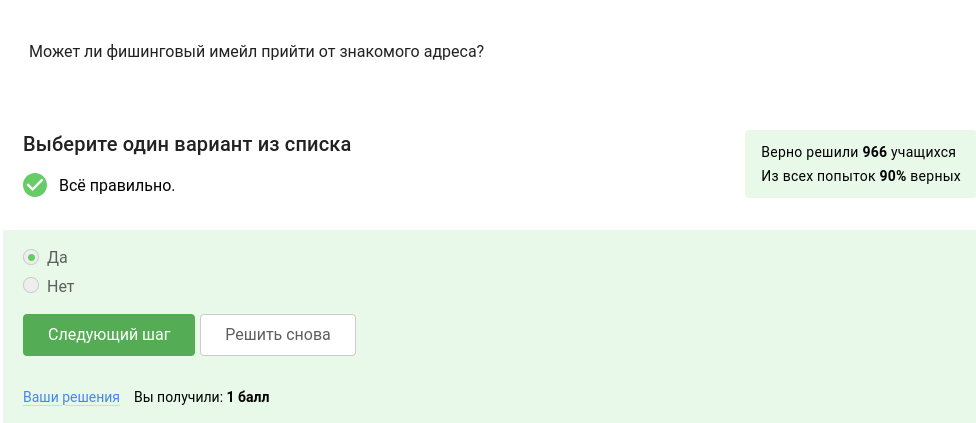 Может ли фишинговый имейл прийти от знакомого адреса?
Выберите один вариант из списка
Всё правильно.
Верно решили 966 учащихся
Из всех попыток 90% верных
Да
Нет
Следующий шаг
Решить снова
Ваши решения Вы получили: 1 балл